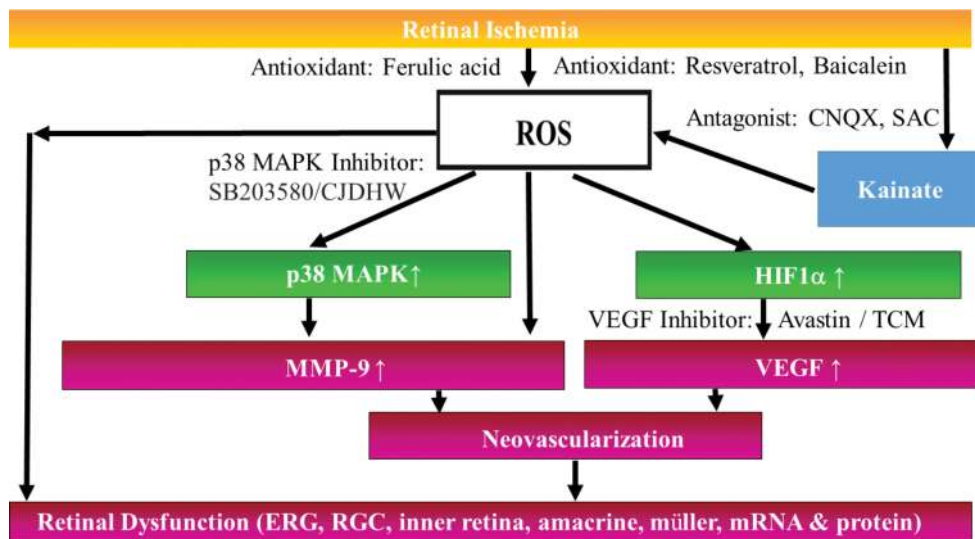 Retinal Ischemia
Antioxidant: Ferulic acid
Antioxidant: Resveratrol, Baicalein
ROS
Antagonist: CNQX, SAC
p38 MAPK Inhibitor:
SB203580/CJDHW
Kainate
p38 MAPK↑
HIF1α ↑
VEGF Inhibitor: Avastin / TCM
MMP-9↑
VEGF ↑
Neovascularization
Retinal Dysfunction (ERG, RGC, inner retina, amacrine, müller, mRNA & protein)